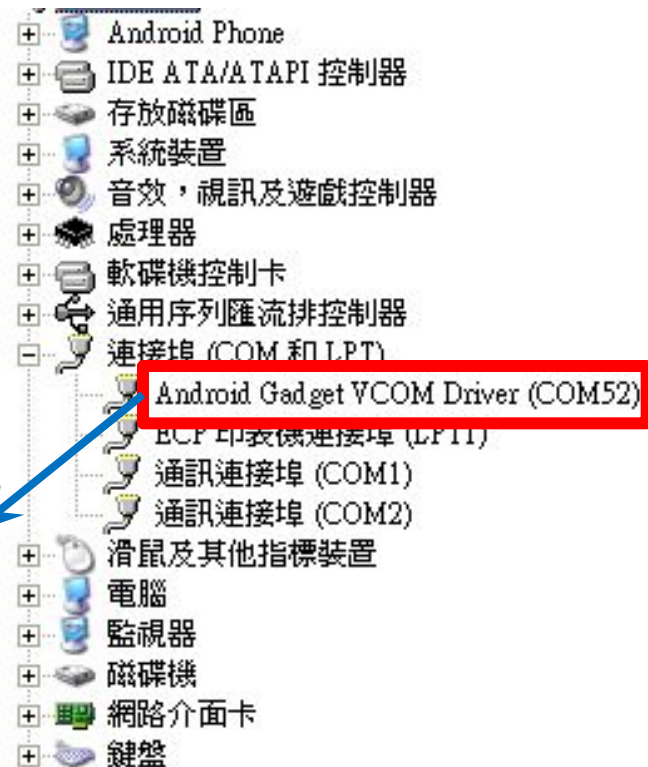 Android Phone
IDE ATA/ATAPI 控制器
存放磁碟區
系統裝置
音效，視訊及遊戲控制器
處理器
軟碟機控制卡
通用序列匯流排控制器
連接埠 (COM 和 LPT)
Android Gadget VCOM Driver (COM52)
ECP 印表機連接埠 (LPT1)
通訊連接埠 (COM1)
通訊連接埠 (COM2)
滑鼠及其他指標裝置
電腦
監視器
磁碟機
網路介面卡
鍵盤